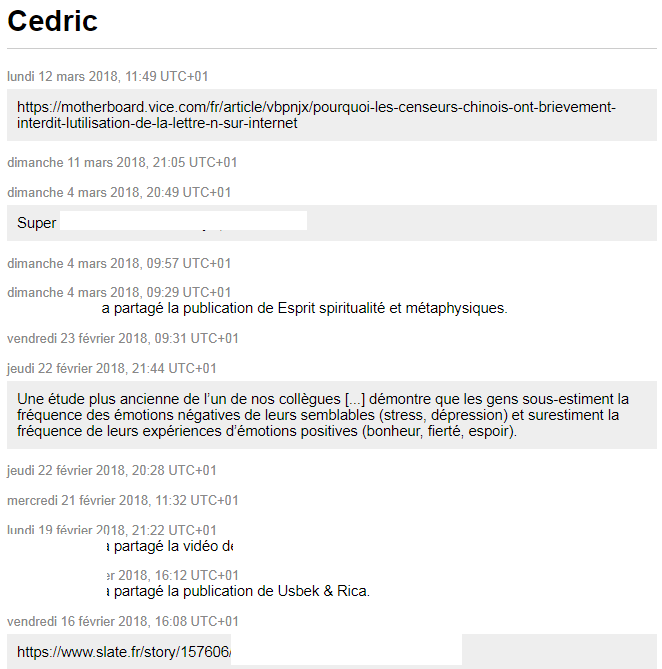 Cedric
lundi 12 mars 2018, 11:49 UTC+01
https://motherboard.vice.com/fr/article/vbpnjx/pourquoi-les-censeurs-chinois-ont-brievement-
interdit-lutilisation-de-la-lettre-n-sur-internet
dimanche 11 mars 2018, 21:05 UTC+01
dimanche 4 mars 2018, 20:49 UTC+01
Super
dimanche 4 mars 2018, 09:57 UTC+01
dimanche 4 mars 2018, 09:29 UTC+01
a partagé la publication de Esprit spiritualité et métaphysiques.
vendredi 23 février 2018, 09:31 UTC+01
jeudi 22 février 2018, 21:44 UTC+01
Une étude plus ancienne de l’un de nos collègues [...] démontre que les gens sous-estiment la
fréquence des émotions négatives de leurs semblables (stress, dépression) et surestiment la
fréquence de leurs expériences d’émotions positives (bonheur, fierté, espoir).
jeudi 22 février 2018, 20:28 UTC+01
mercredi 21 février 2018, 11:32 UTC+01
lundi 19 février 2018, 21:22 UTC+01
a partagé la vidéo de
2018, 16:12 UTC+01
a partagé la publication de Usbek & Rica.
vendredi 16 février 2018, 16:08 UTC+01
https://www.slate.fr/story/157606/